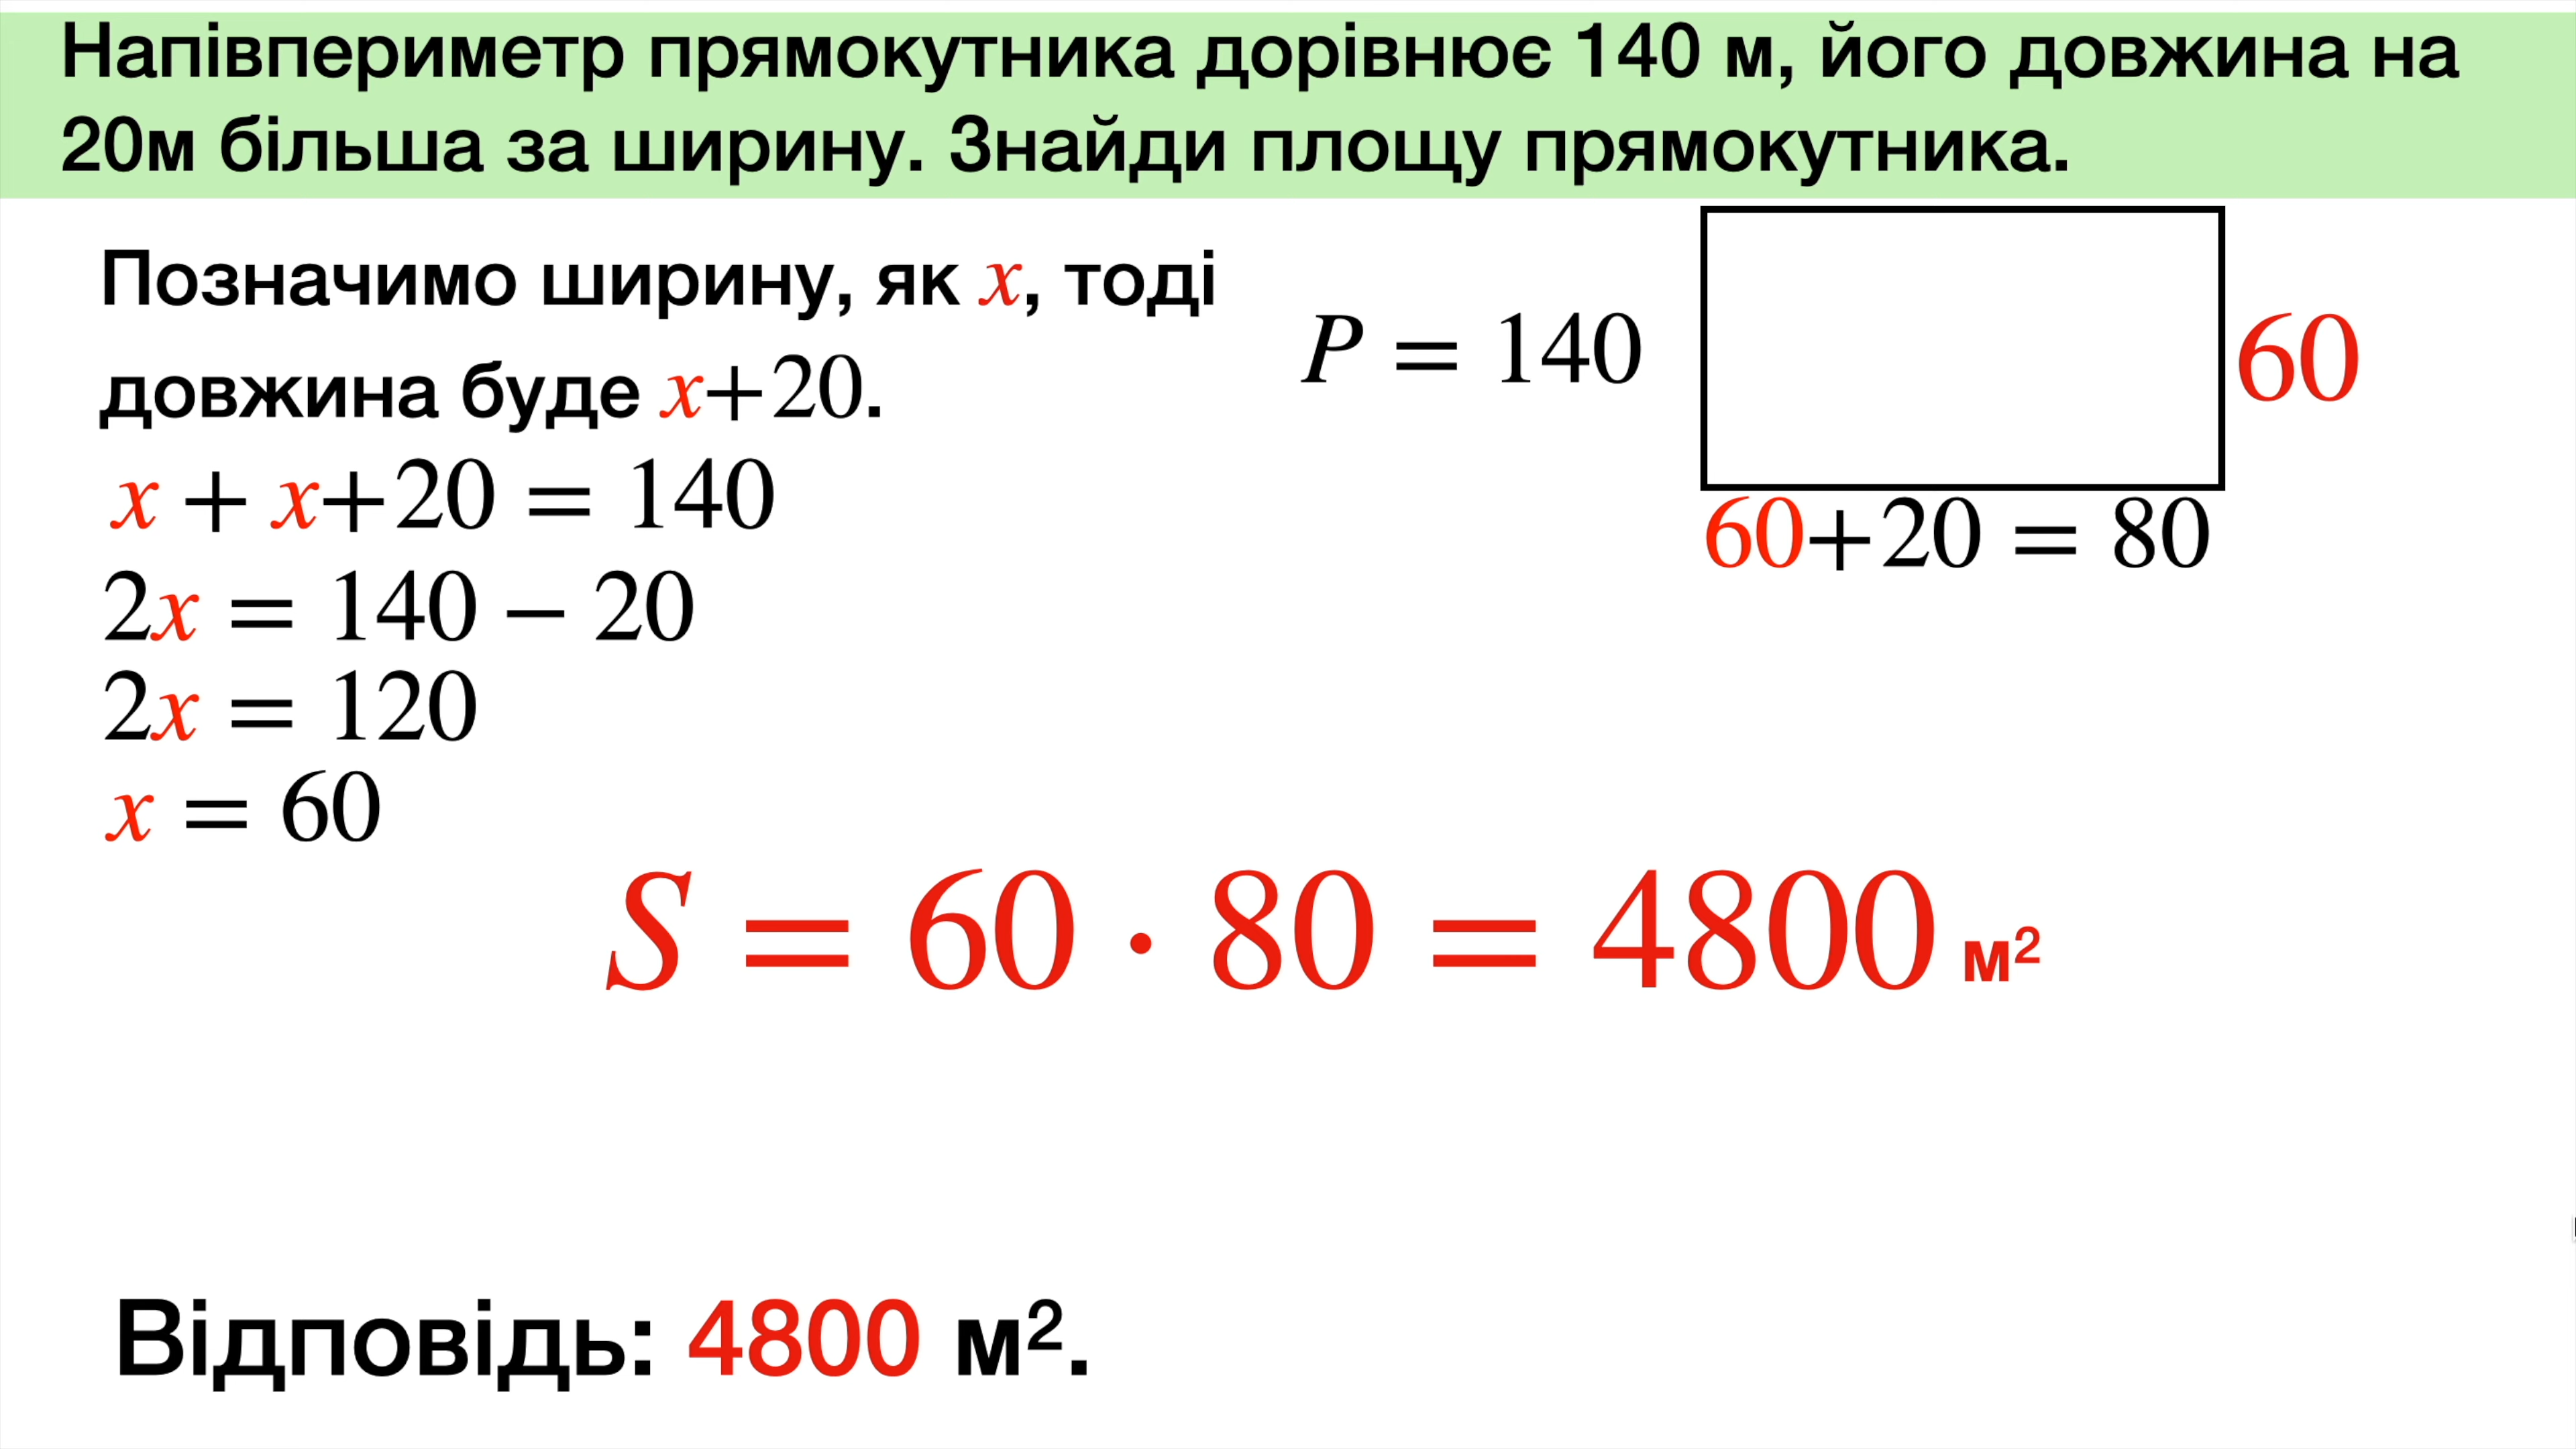 Напівпериметр прямокутника дорівнює 140 м, його довжина на
20м більша за ширину. Знайди площу прямокутника.
Позначимо ширину, як x, тоді
довжина буде x+20.
x + x+20 = 140
2x = 140 − 20
2x = 120
x = 60
P = 140
60
60+20 = 80
S = 60 · 80 = 4800 м²
Відповідь: 4800 м².